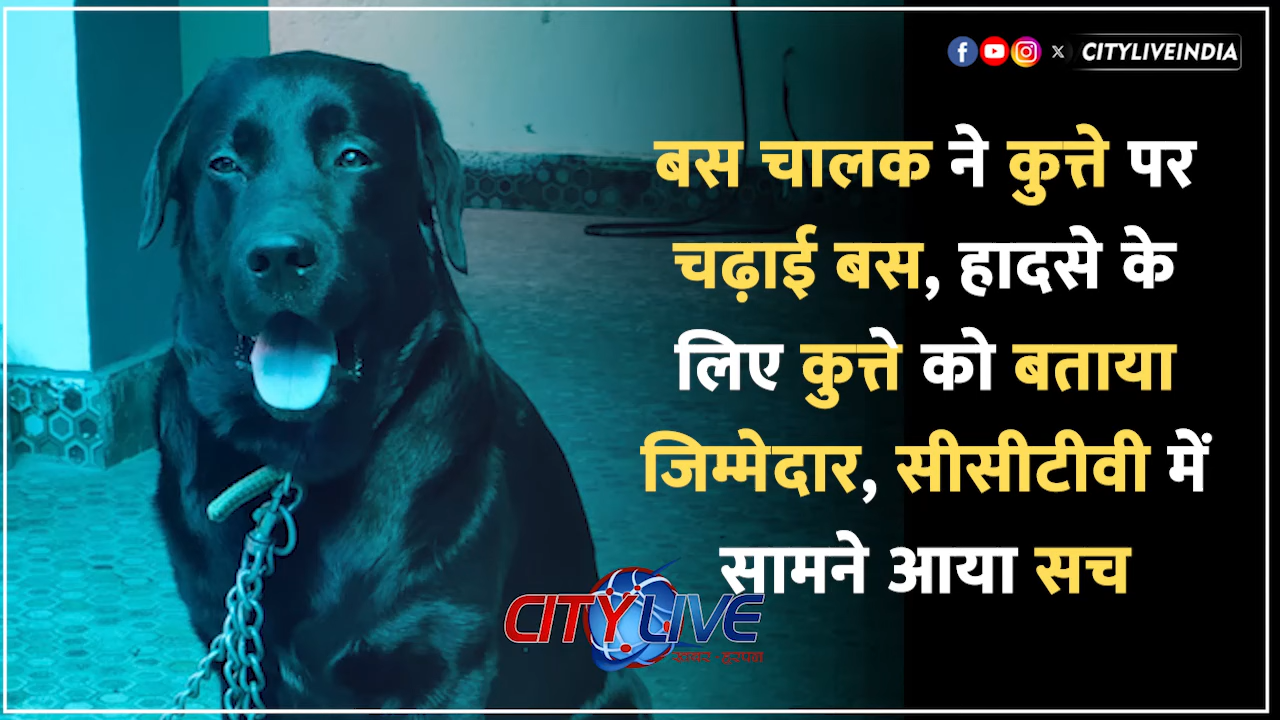 CITYLIVEINDIA
बस चालक ने कुत्ते पर
चढ़ाई बस, हादसे के
लिए कुत्ते को बताया
जिम्मेदार, सीसीटीवी में
सामने आया सच
CITY LIVE